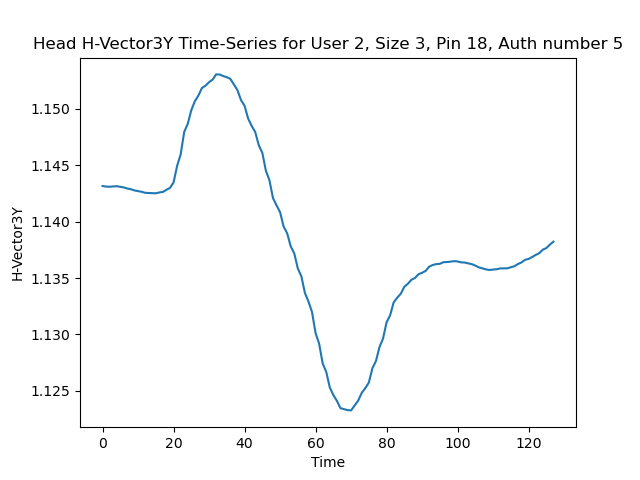 Head H-Vector3Y Time-Series for User 2, Size 3, Pin 18, Auth number 5
H-Vector3Y
1.150
1.145
1.140
1.135
1.130
1.125
0 20 40 60 80 100 120
Time